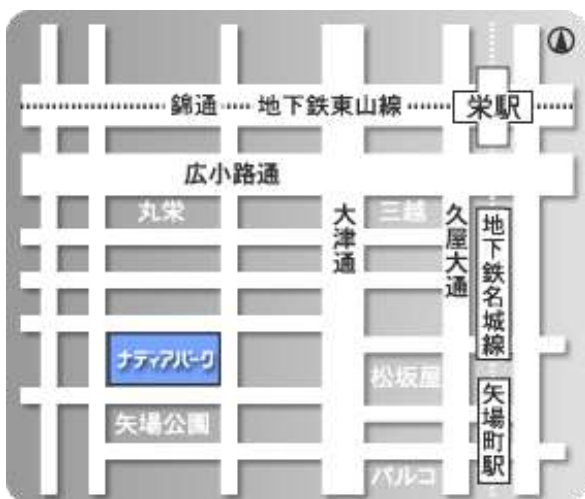 錦通 地下鉄東山線 栄駅
広小路通
丸栄
三越
大津通
久屋大通
地下鉄名城線
ナディアパーク
松坂屋
矢場公園
矢場町駅
パルコ